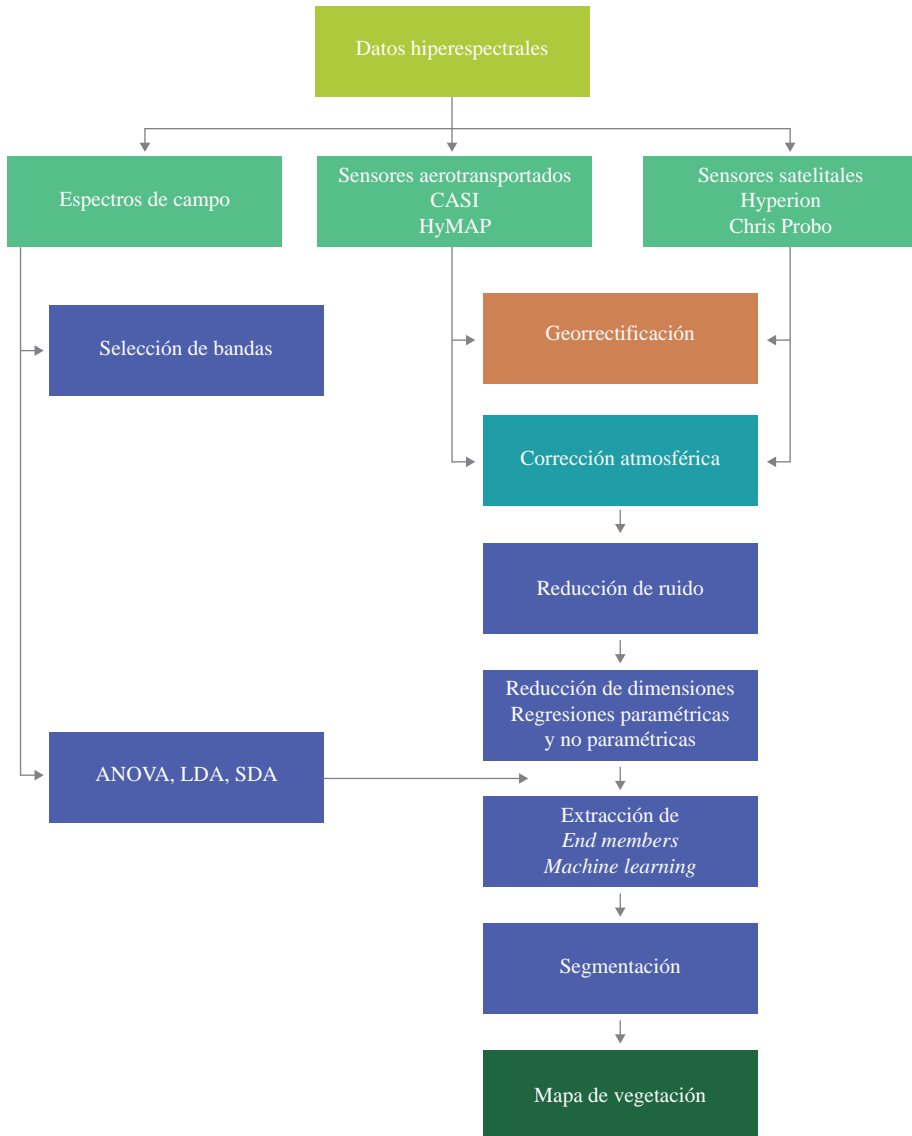 Datos hiperespectrales
Espectros de campo
Sensores aerotransportados
CASI
HyMAP
Sensores satelitales
Hyperion
Chris Probo
Selección de bandas
Georrectificación
Corrección atmosférica
Reducción de ruido
Reducción de dimensiones
Regresiones paramétricas
y no paramétricas
ANOVA, LDA, SDA
Extracción de
End members
Machine learning
Segmentación
Mapa de vegetación